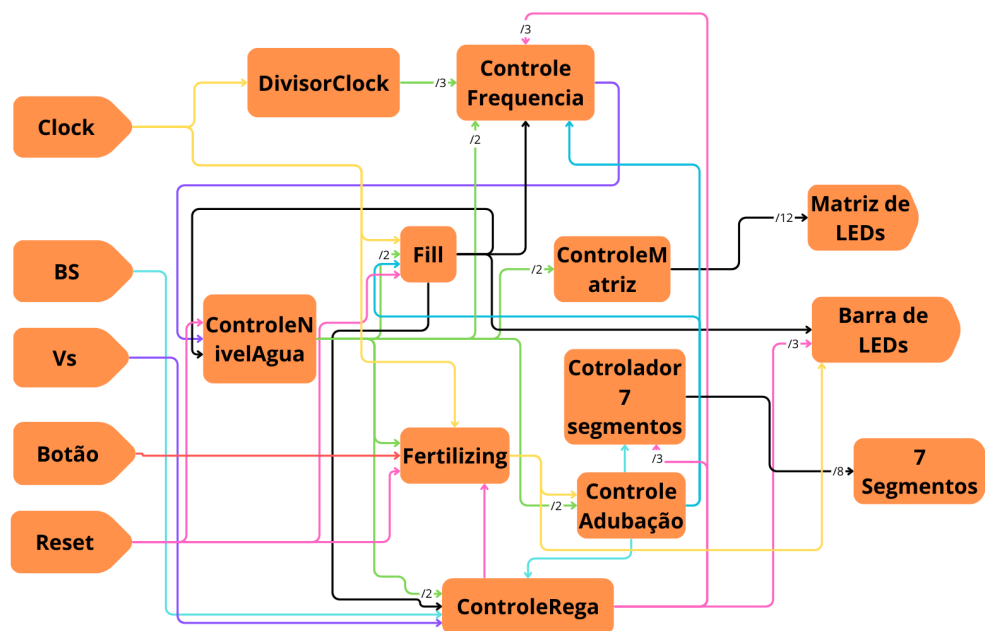 /3
Controle
Frequencia
DivisorClock
/3
Clock
/2
Matriz de
LEDs
/12
Fill
/2
ControleM
atriz
/2
BS
ControleN
ivelAgua
Barra de
LEDs
/3
Vs
Cotrolador
7
segmentos
Botão
Fertilizing
/3
7
Segmentos
/8
Controle
Adubação
/2
Reset
/2
ControleRega